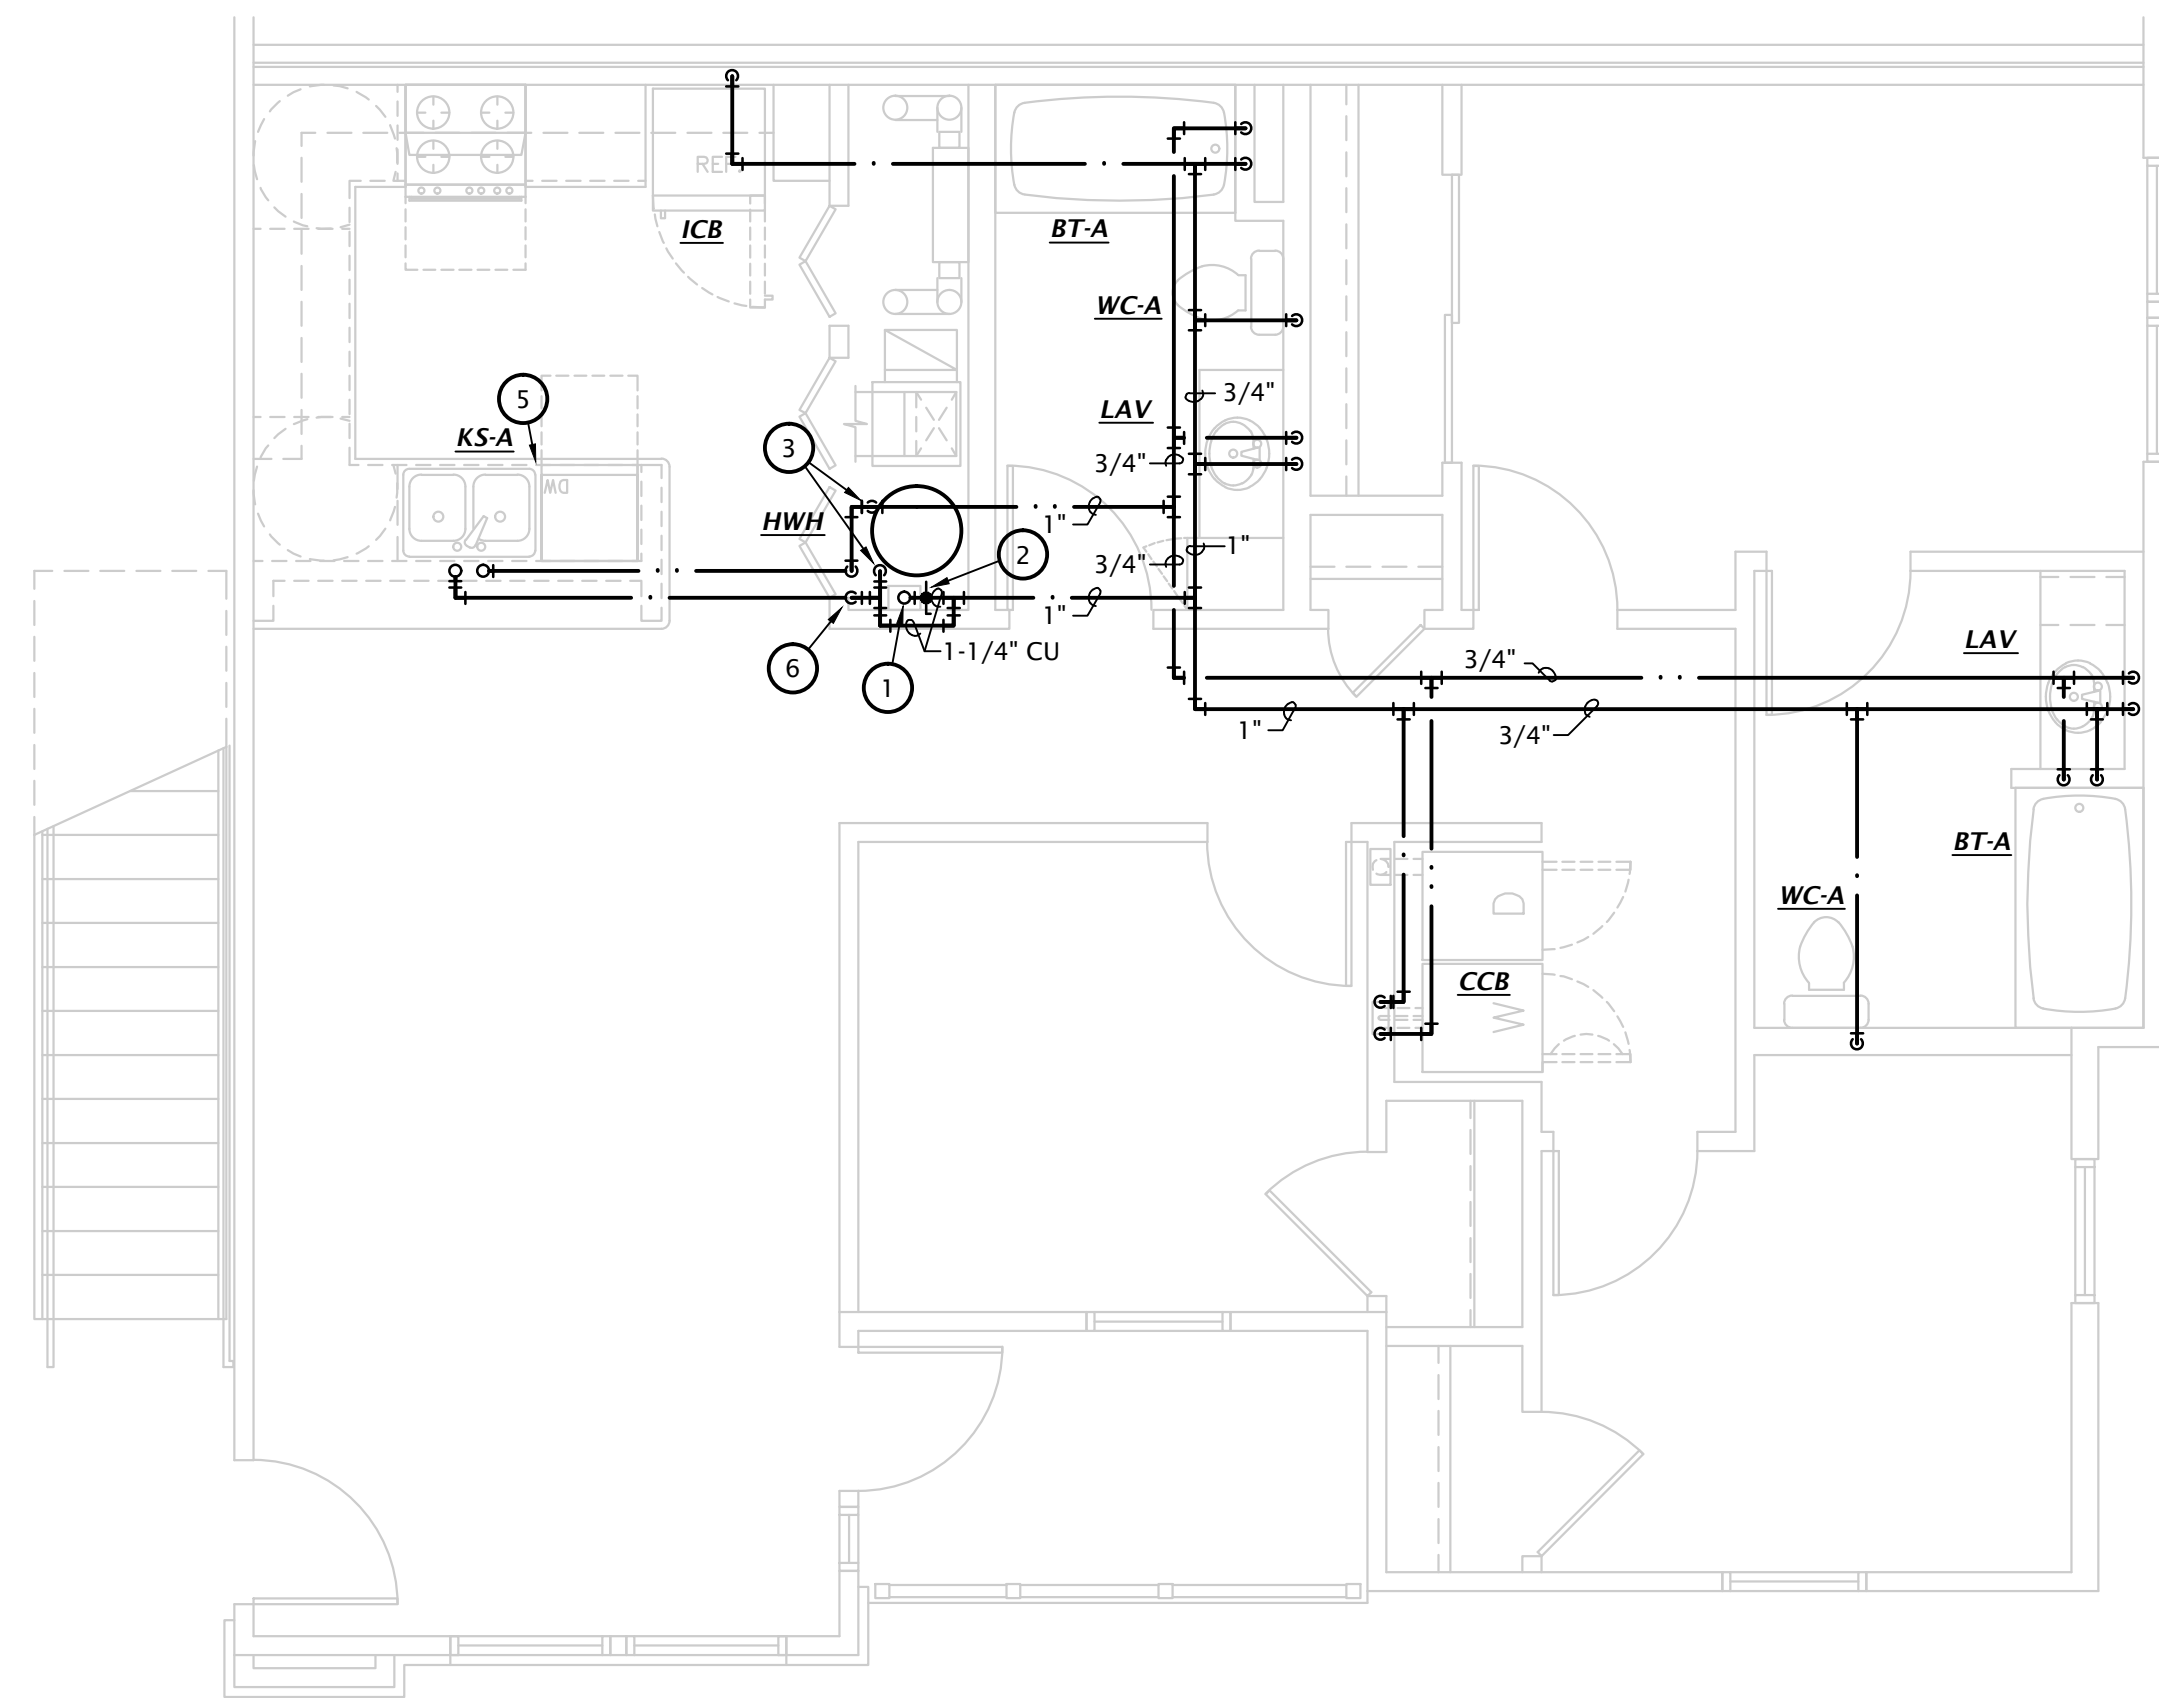 REF.
ICB
BT-A
WC-A
3/4"
5
LAV
KS-A
3
3/4"
DW
HWH
1"
2
1"
3/4"
1"
1-1/4" CU
LAV
3/4"
6
1
1"
3/4"
BT-A
WC-A
D
CCB
W